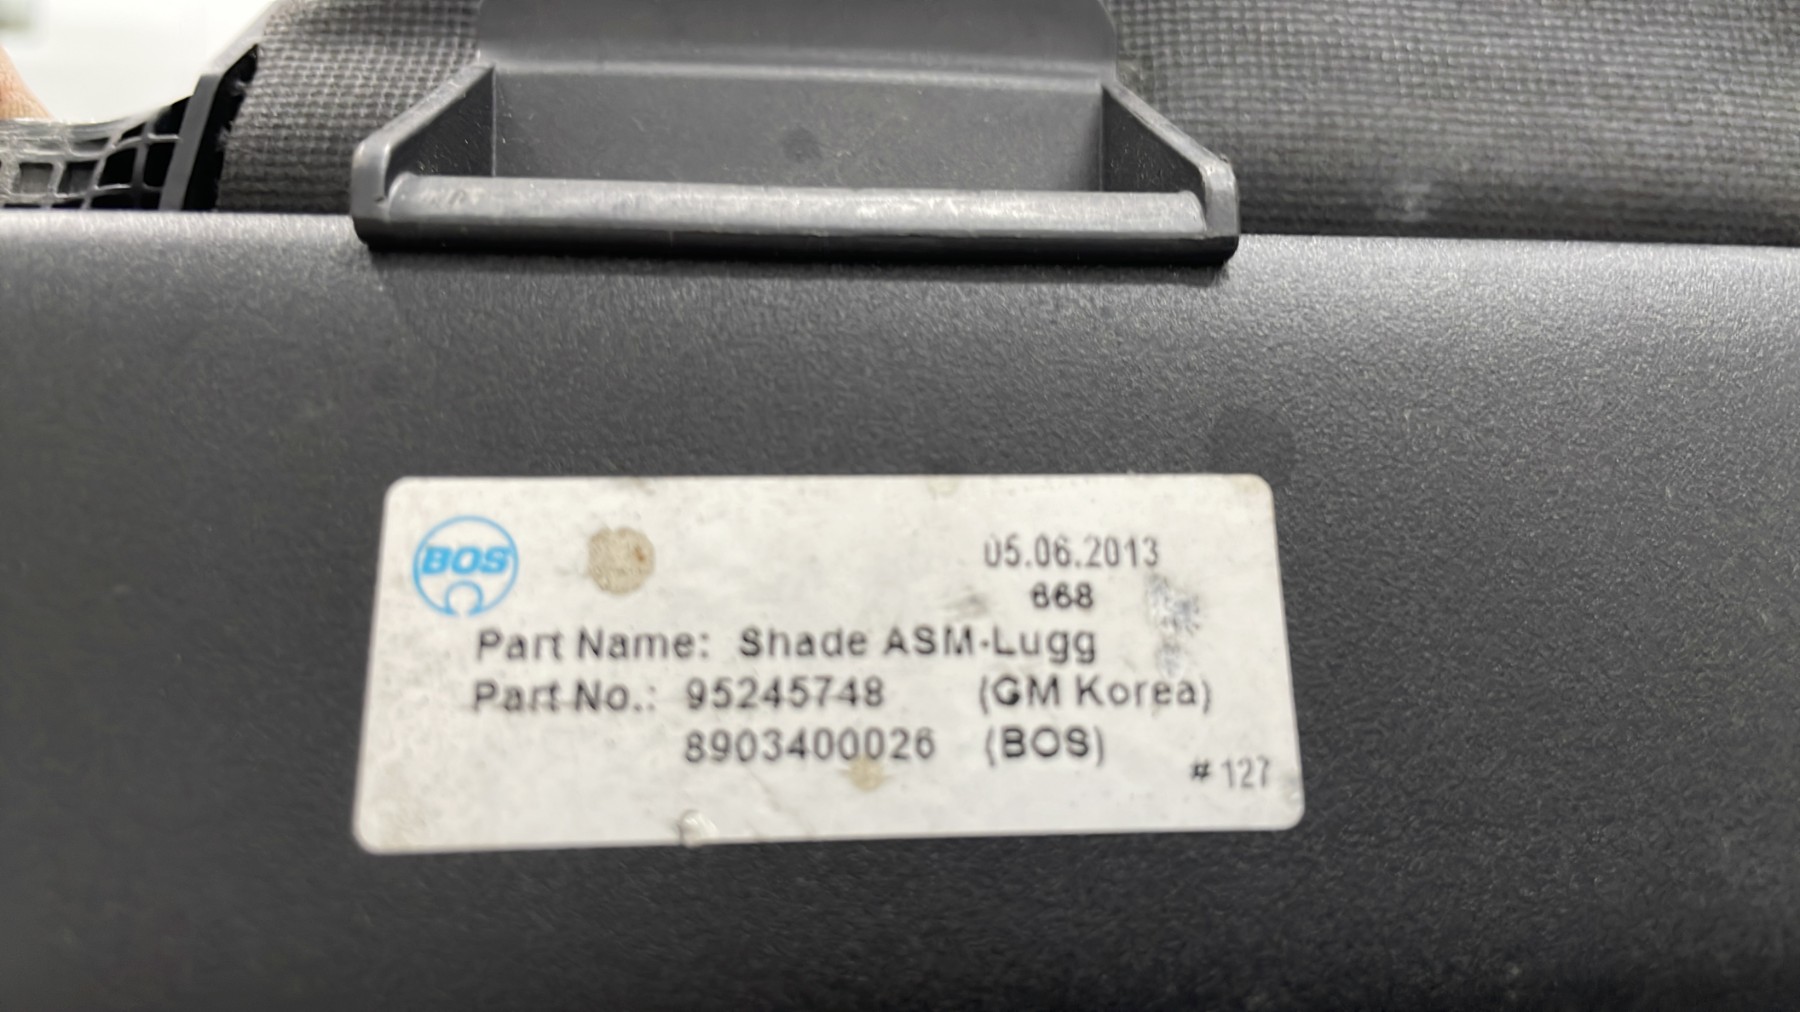 BOS
05.06.2013
668
Part Name: Shade ASM-Lugg
Part No.: 95245748 (GM Korea)
8903400026 (BOS)
# 127